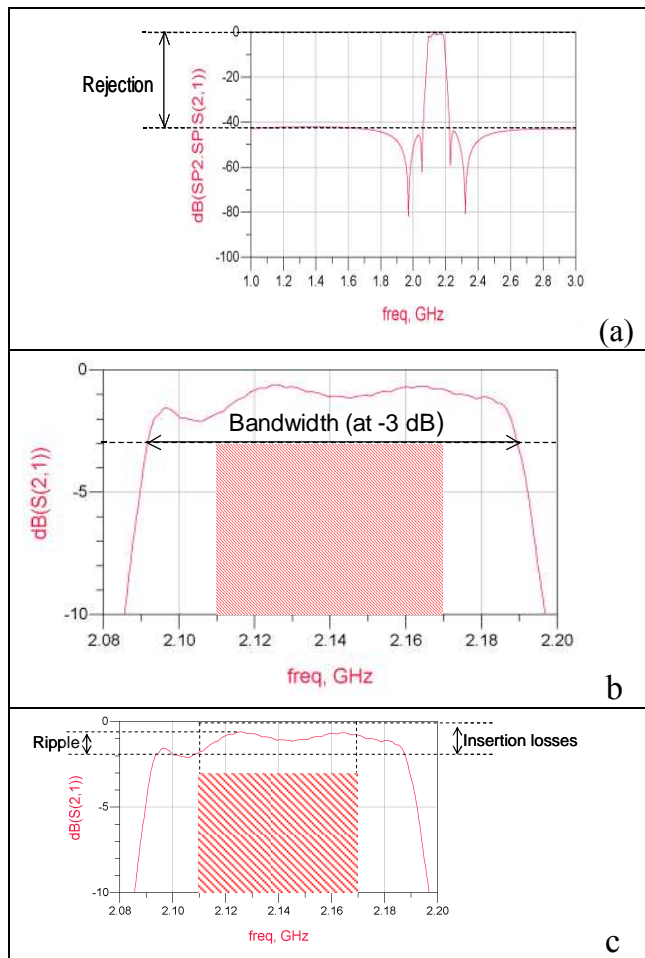 Rejection
dB(SP2.SP.S(2,1))
0
-20
-40
-60
-80
-100
1.0 1.2 1.4 1.6 1.8 2.0 2.2 2.4 2.6 2.8 3.0
freq, GHz
(a)
Bandwidth (at -3 dB)
dB(S(2,1))
0
-5
-10
2.08 2.10 2.12 2.14 2.16 2.18 2.20
freq, GHz
b
Ripple
Insertion losses
dB(S(2,1))
0
-5
-10
2.08 2.10 2.12 2.14 2.16 2.18 2.20
freq, GHz
c